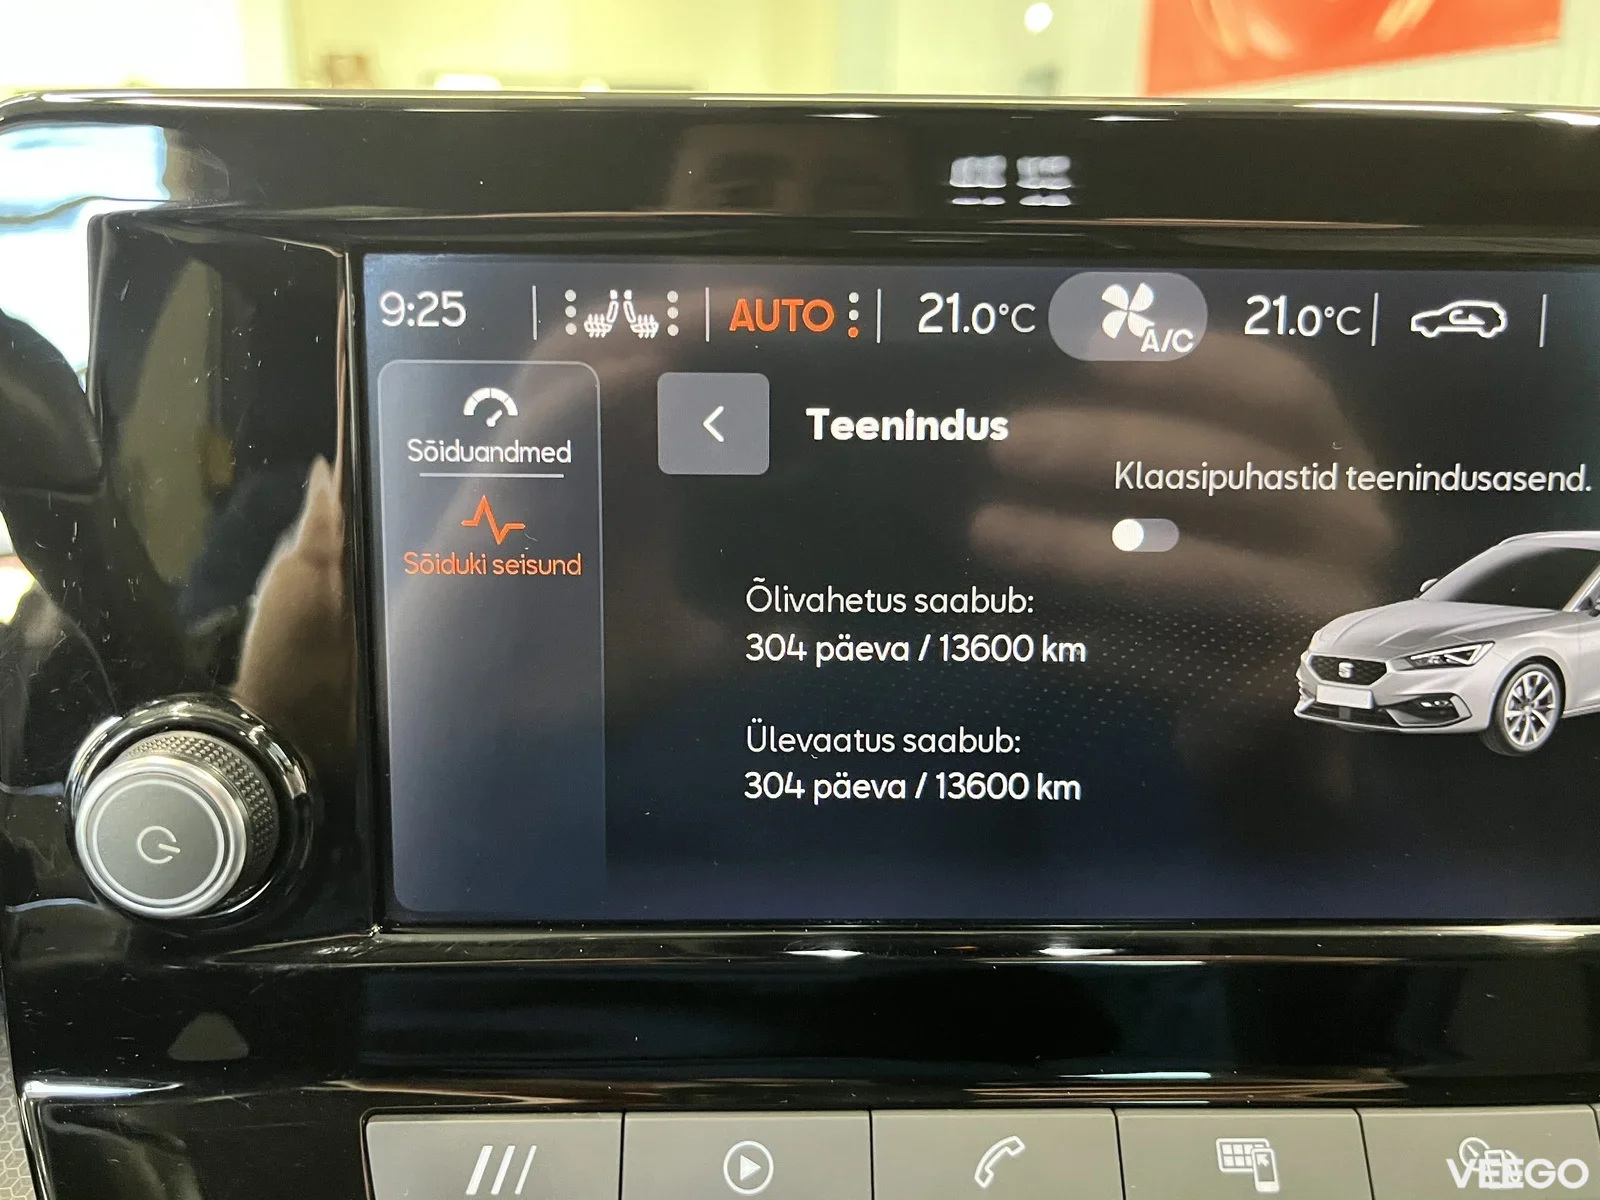 9:25
AUTO
21.0°C
A/C
21.0°C
Sõiduandmed
Sõiduki seisund
Teenindus
Klaasipuhastid teenindusasend.
Õlivahetus saabub:
304 päeva / 13600 km
Ülevaatus saabub:
304 päeva / 13600 km
VEEGO